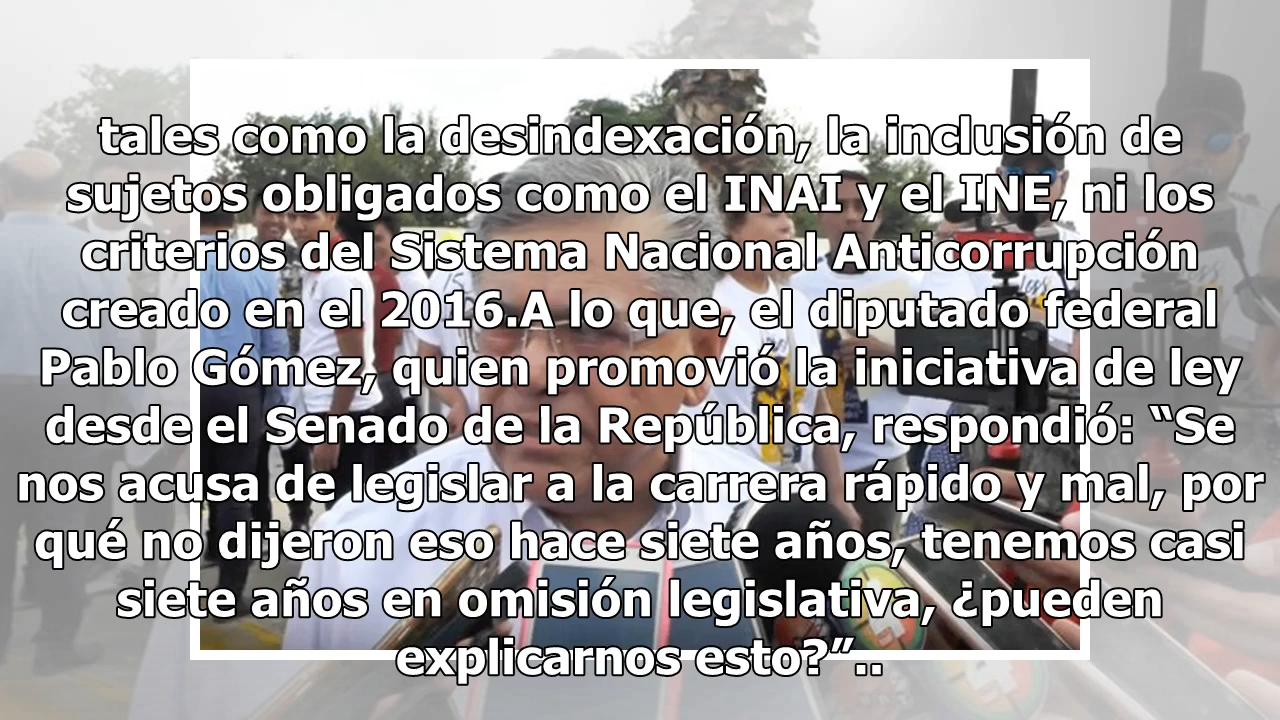 tales como la desindexación, la inclusión de
sujetos obligados como el INAI y el INE, ni los
criterios del Sistema Nacional Anticorrupción
creado en el 2016.A lo que, el diputado federal
Pablo Gómez, quien promovió la iniciativa de ley
desde el Senado de la República, respondió: “Se
nos acusa de legislar a la carrera rápido y mal, por
qué no dijeron eso hace siete años, tenemos casi
siete años en omisión legislativa, ¿pueden
explicarnos esto?”..